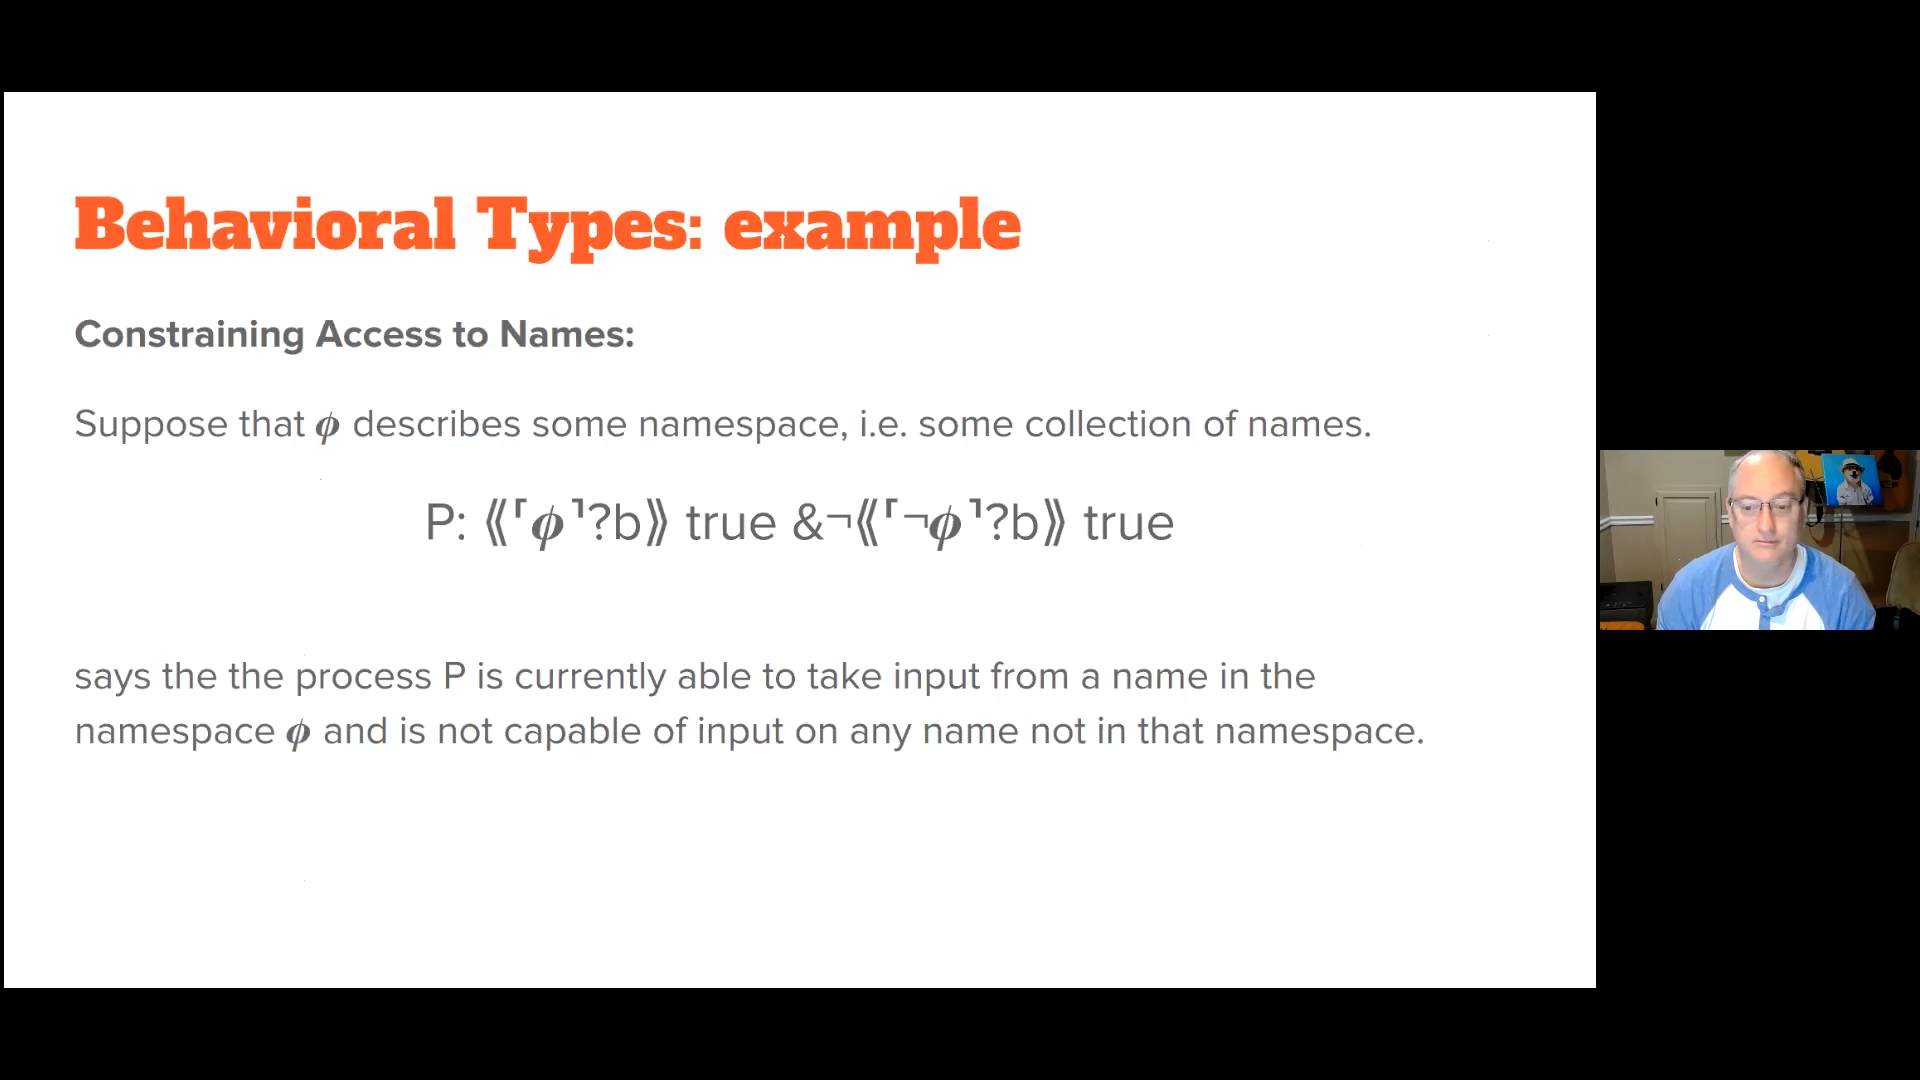 Behavioral Types: example
Constraining Access to Names:
Suppose that ϕ describes some namespace, i.e. some collection of names.
P: ⟪⌜ϕ⌝?b⟫ true &¬⟪⌜¬ϕ⌝?b⟫ true
says the the process P is currently able to take input from a name in the
namespace ϕ and is not capable of input on any name not in that namespace.